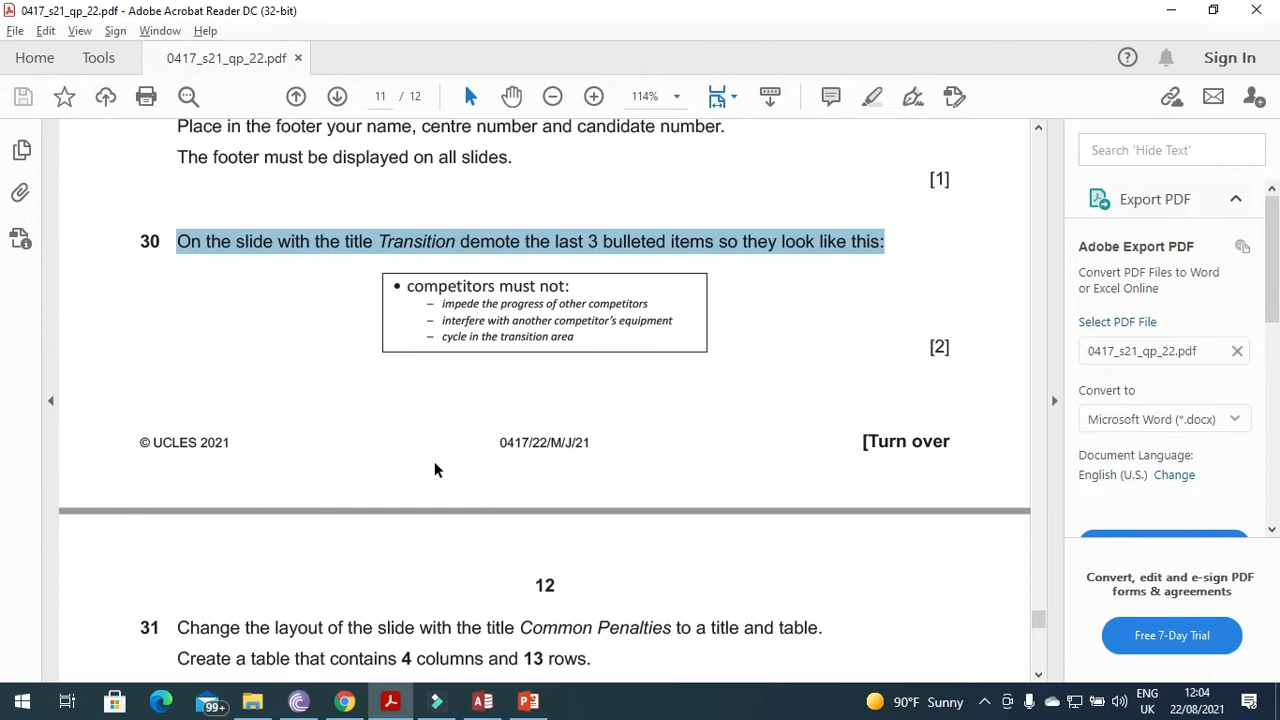 0417_s21_qp_22.pdf - Adobe Acrobat Reader DC (32-bit)
File Edit View Sign Window Help
Home Tools 0417_s21_qp_22.pdf × Sign In
11 / 12 114%
Place in the footer your name, centre number and candidate number.
The footer must be displayed on all slides.
[1]
30 On the slide with the title Transition demote the last 3 bulleted items so they look like this:
• competitors must not:
– impede the progress of other competitors
– interfere with another competitor's equipment
– cycle in the transition area
[2]
© UCLES 2021 0417/22/M/J/21 [Turn over
12
31 Change the layout of the slide with the title Common Penalties to a title and table.
Create a table that contains 4 columns and 13 rows.
Search 'Hide Text'
Export PDF
Adobe Export PDF
Convert PDF Files to Word
or Excel Online
Select PDF File
0417_s21_qp_22.pdf
Convert to
Microsoft Word (*.docx)
Document Language:
English (U.S.) Change
Convert, edit and e-sign PDF
forms & agreements
Free 7-Day Trial
99+
90°F Sunny
ENG
UK
12:04
22/08/2021